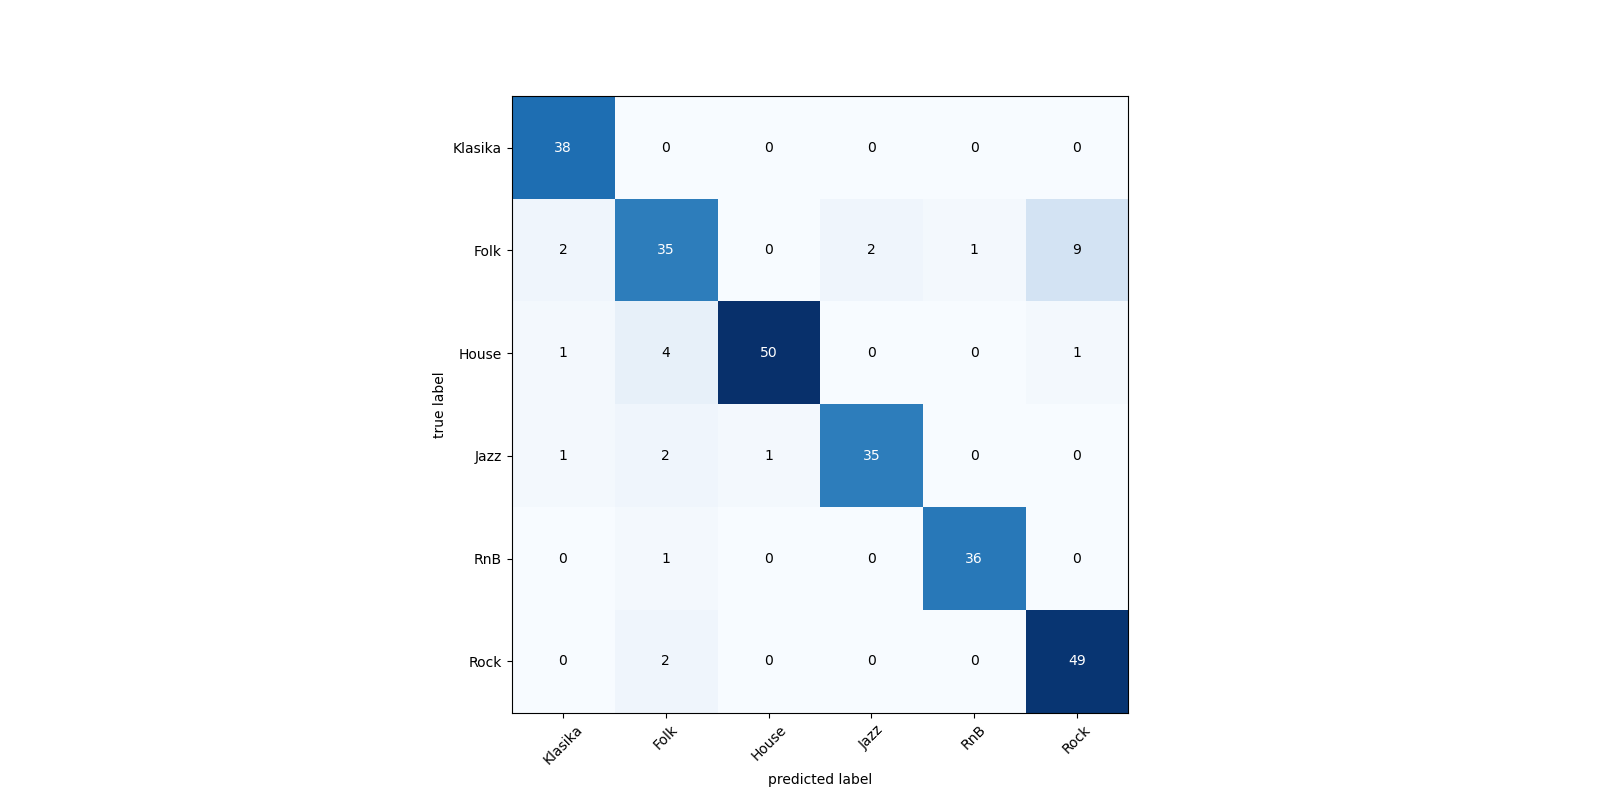 Klasika 38 0 0 0 0 0
Folk 2 35 0 2 1 9
House 1 4 50 0 0 1
Jazz 1 2 1 35 0 0
RnB 0 1 0 0 36 0
Rock 0 2 0 0 0 49
true label
Klasika Folk House Jazz RnB Rock
predicted label